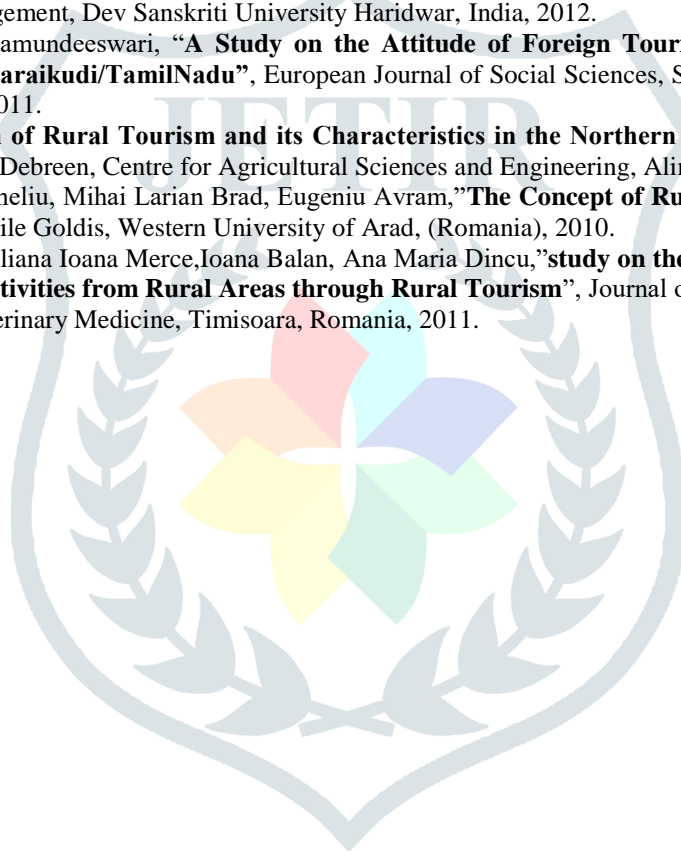 gement, Dev Sanskriti University Haridwar, India, 2012.
amundeeswari, “A Study on the Attitude of Foreign Touri
araikudi/TamilNadu”, European Journal of Social Sciences, S
011.
n of Rural Tourism and its Characteristics in the Northern
Debreen, Centre for Agricultural Sciences and Engineering, Alin
neliu, Mihai Larian Brad, Eugeniu Avram,”The Concept of Ru
ile Goldis, Western University of Arad, (Romania), 2010.
liana Ioana Merce,Ioana Balan, Ana Maria Dincu,”study on the
tivities from Rural Areas through Rural Tourism”, Journal o
erinary Medicine, Timisoara, Romania, 2011.
JETIR